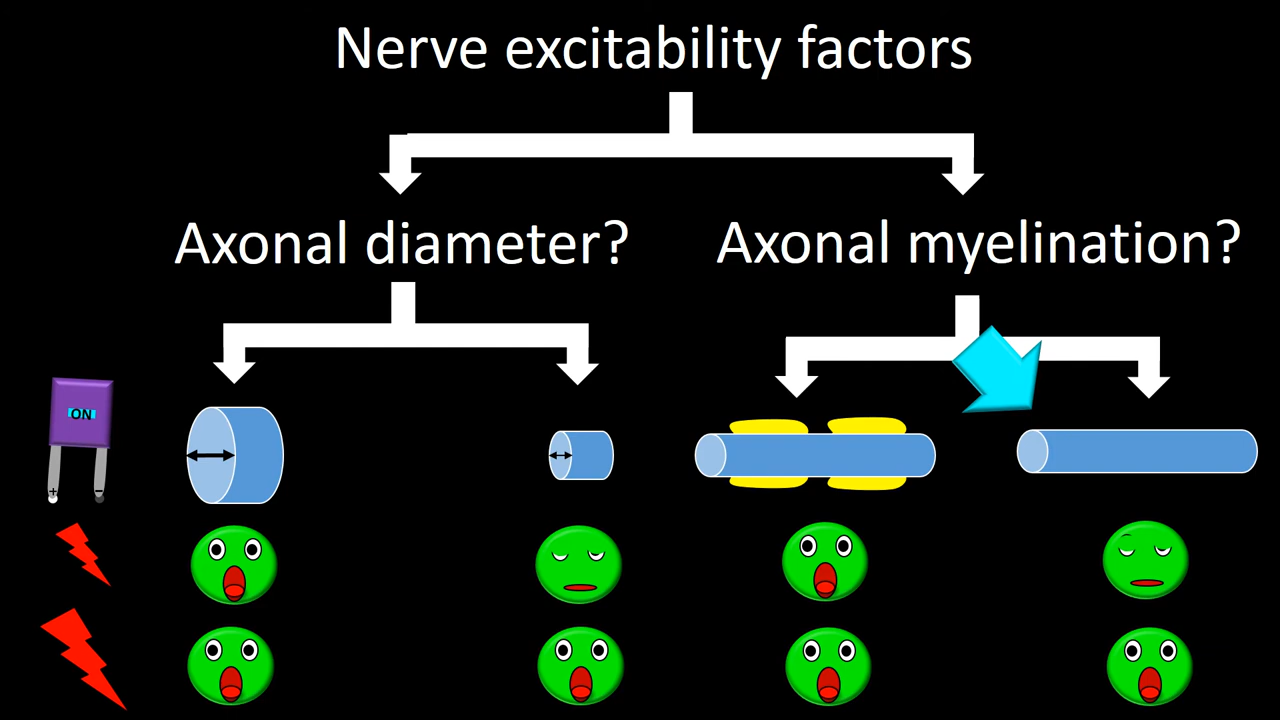 Nerve excitability factors
Axonal diameter?
Axonal myelination?
ON
+
-